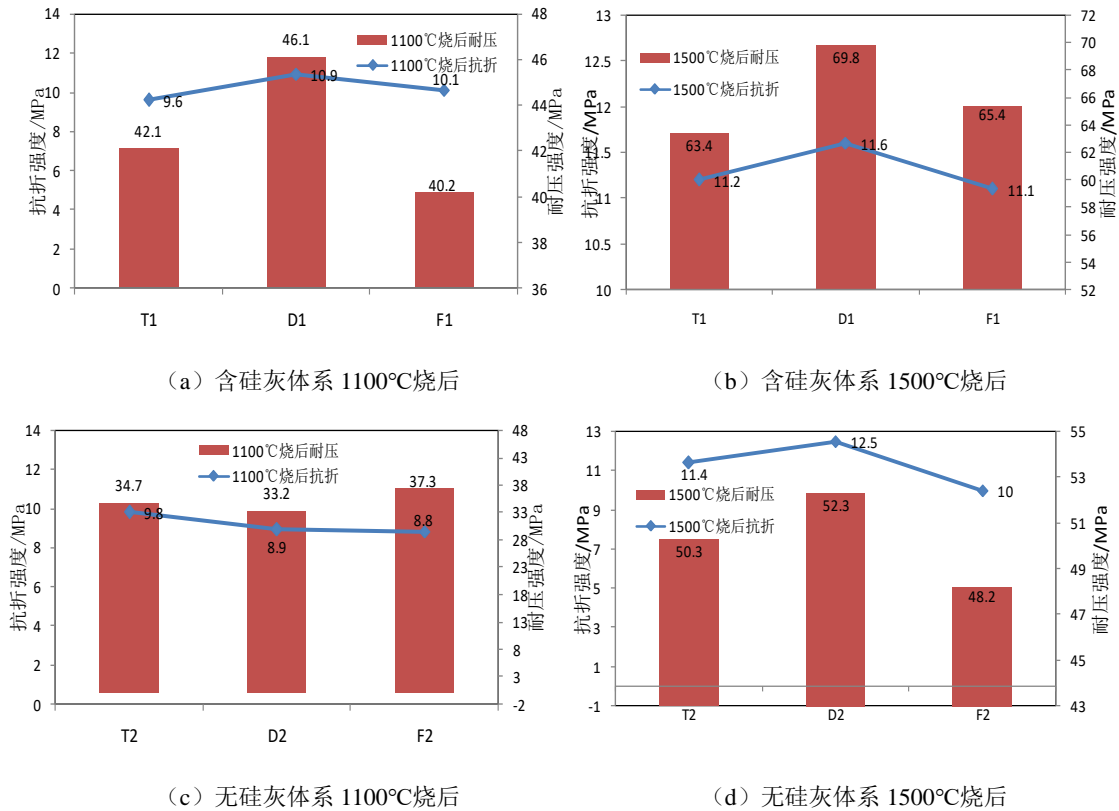 抗折强度/MPa
14
12
10
8
6
4
2
0
48
46
44
42
40
38
36
耐压强度/MPa
1100℃烧后耐压
1100℃烧后抗折
42.1
46.1
40.2
9.6
10.9
10.1
T1
D1
F1
（a）含硅灰体系 1100℃烧后
抗折强度/MPa
13
12.5
12
11.5
11
10.5
10
72
70
68
66
64
62
60
58
56
54
52
耐压强度/MPa
1500℃烧后耐压
1500℃烧后抗折
63.4
69.8
65.4
11.2
11.6
11.1
T1
D1
F1
（b）含硅灰体系 1500℃烧后
抗折强度/MPa
14
12
10
8
6
4
2
0
48
43
38
33
28
23
18
13
8
3
-2
耐压强度/MPa
1100℃烧后耐压
1100℃烧后抗折
34.7
33.2
37.3
9.8
8.9
8.8
T2
D2
F2
（c）无硅灰体系 1100℃烧后
抗折强度/MPa
13
11
9
7
5
3
1
-1
55
53
51
49
47
45
43
耐压强度/MPa
1500℃烧后耐压
1500℃烧后抗折
11.4
12.5
10
50.3
52.3
48.2
T2
D2
F2
（d）无硅灰体系 1500℃烧后